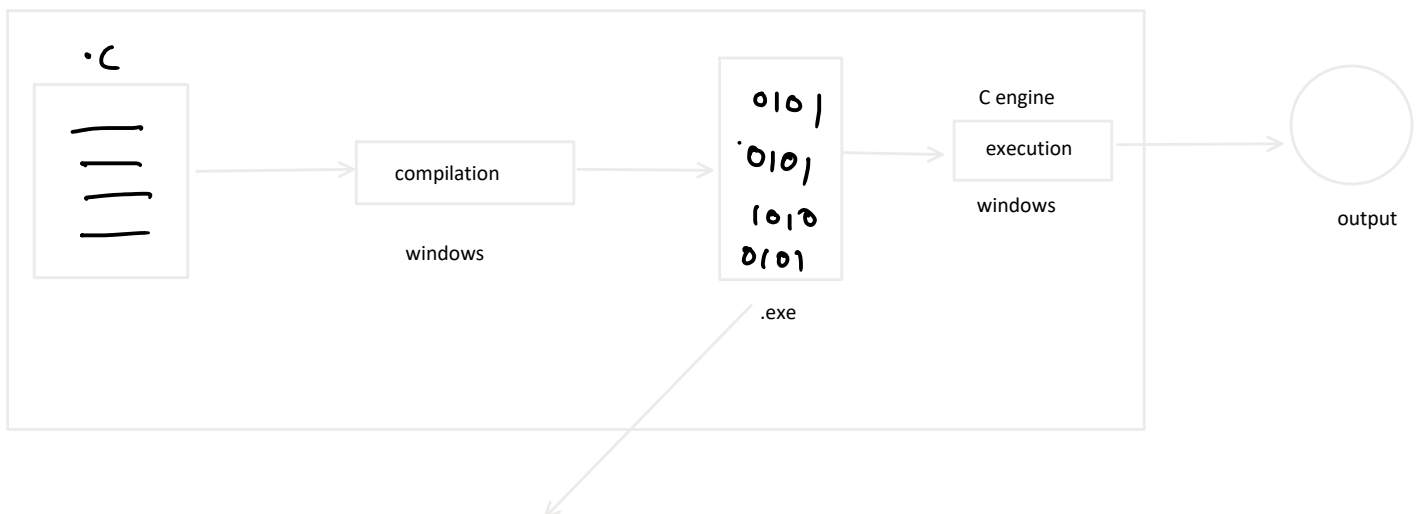 .C
compilation
windows
0101
0101
1010
0101
.exe
C engine
execution
windows
output